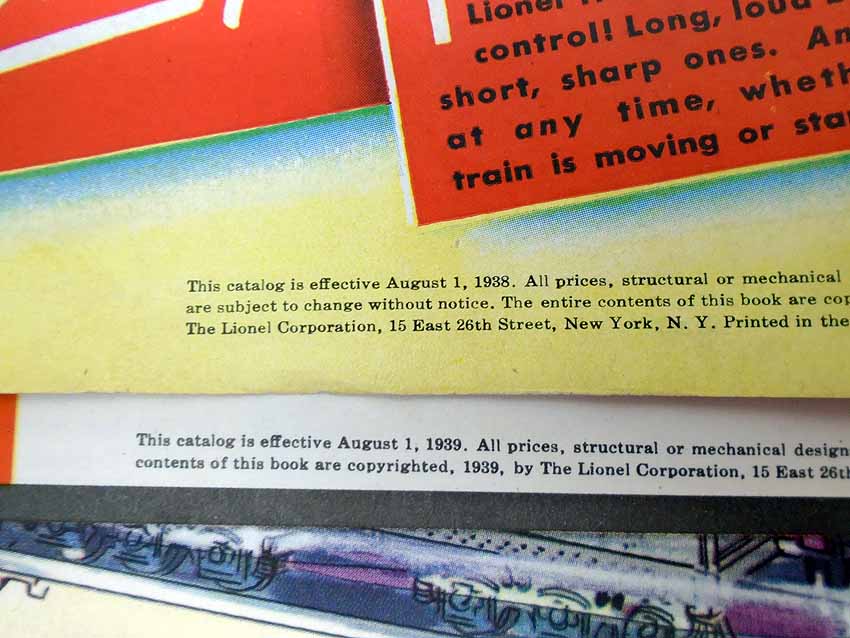 Lionel
control! Long, loud
short, sharp ones. An
at any time, wheth
train is moving or sta
This catalog is effective August 1, 1938. All prices, structural or mechanical
are subject to change without notice. The entire contents of this book are cop
The Lionel Corporation, 15 East 26th Street, New York, N. Y. Printed in the
This catalog is effective August 1, 1939. All prices, structural or mechanical design
contents of this book are copyrighted, 1939, by The Lionel Corporation, 15 East 26th